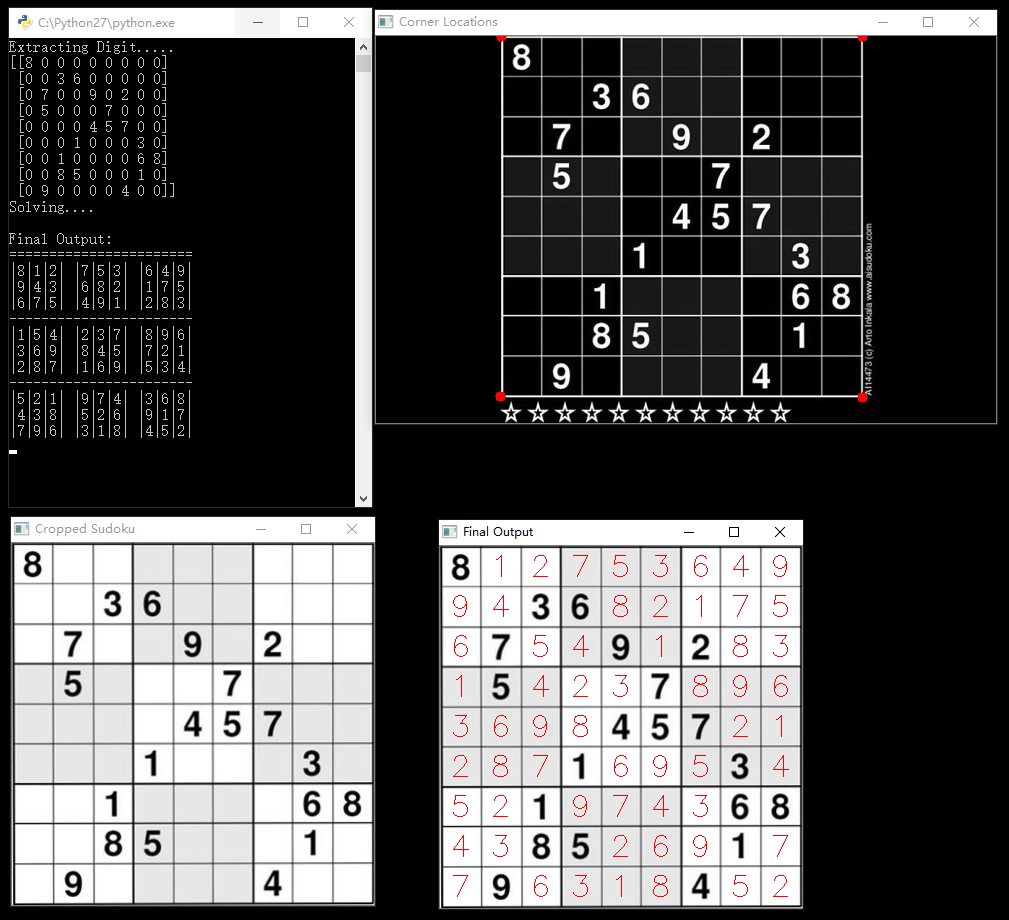 C:\Python27\python.exe
Extracting Digit.....
[[8 0 0 0 0 0 0 0 0]
[0 0 3 6 0 0 0 0 0]
[0 7 0 0 9 0 2 0 0]
[0 5 0 0 0 7 0 0 0]
[0 0 0 0 4 5 7 0 0]
[0 0 0 1 0 0 0 3 0]
[0 0 1 0 0 0 0 6 8]
[0 0 8 5 0 0 0 1 0]
[0 9 0 0 0 0 4 0 0]]
Solving....
Final Output:
=======================
|8|1|2| |7|5|3| |6|4|9|
|9|4|3| |6|8|2| |1|7|5|
|6|7|5| |4|9|1| |2|8|3|
-----------------------
|1|5|4| |2|3|7| |8|9|6|
|3|6|9| |8|4|5| |7|2|1|
|2|8|7| |1|6|9| |5|3|4|
-----------------------
|5|2|1| |9|7|4| |3|6|8|
|4|3|8| |5|2|6| |9|1|7|
|7|9|6| |3|1|8| |4|5|2|
Corner Locations
8
3 6
7 9 2
5 7
4 5 7
1 3
1 6 8
8 5 1
9 4
AI14473 (c) Arto Inkala www.aisudoku.com
☆☆☆☆☆☆☆☆☆☆☆
Cropped Sudoku
8
3 6
7 9 2
5 7
4 5 7
1 3
1 6 8
8 5 1
9 4
Final Output
8 1 2 7 5 3 6 4 9
9 4 3 6 8 2 1 7 5
6 7 5 4 9 1 2 8 3
1 5 4 2 3 7 8 9 6
3 6 9 8 4 5 7 2 1
2 8 7 1 6 9 5 3 4
5 2 1 9 7 4 3 6 8
4 3 8 5 2 6 9 1 7
7 9 6 3 1 8 4 5 2